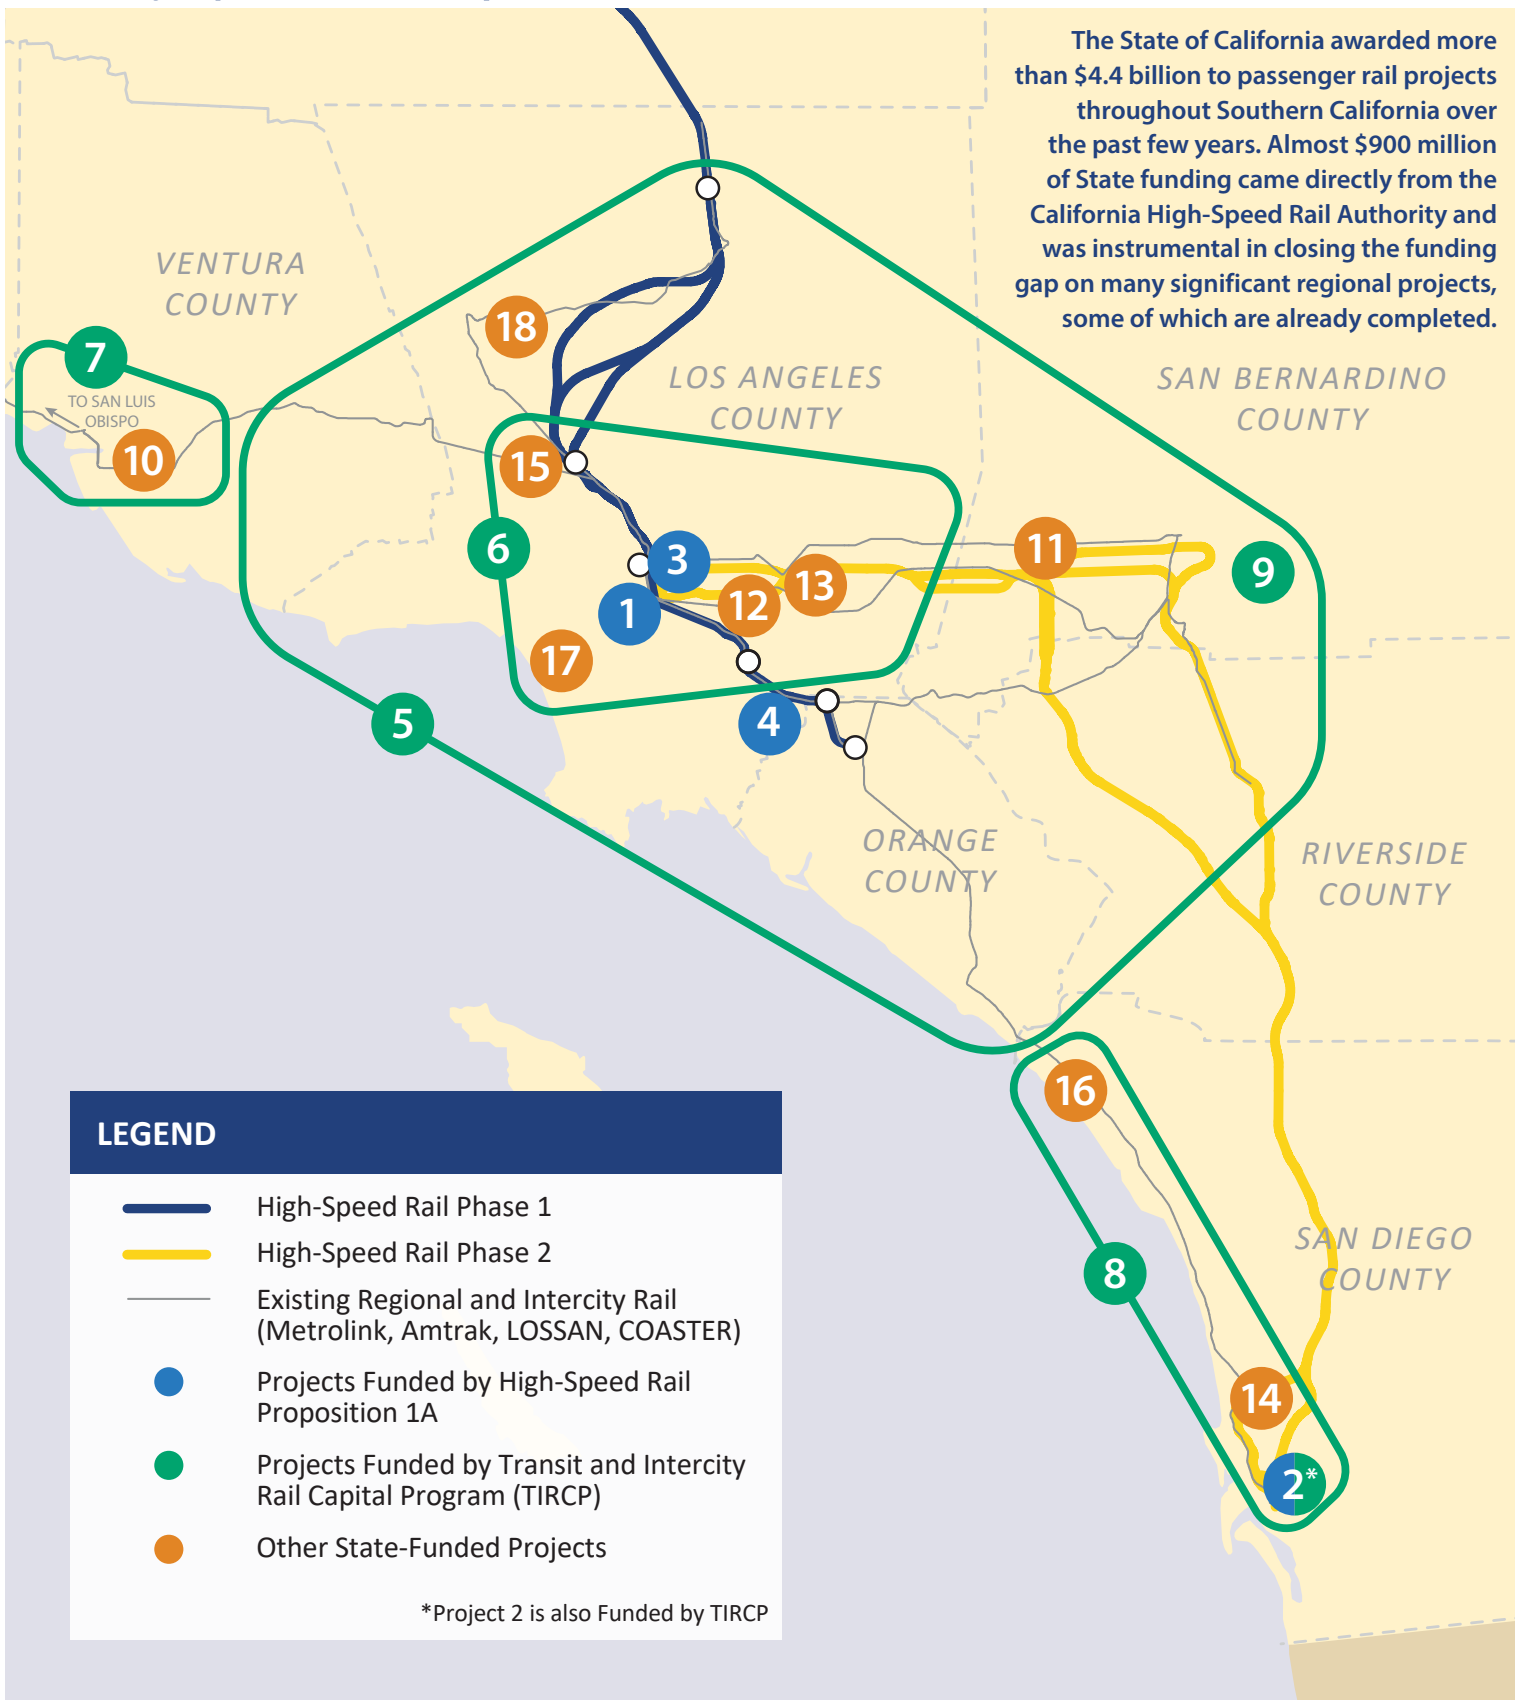 The State of California awarded more
than $4.4 billion to passenger rail projects
throughout Southern California over
the past few years. Almost $900 million
of State funding came directly from the
California High-Speed Rail Authority and
was instrumental in closing the funding
gap on many significant regional projects,
some of which are already completed.
VENTURA
COUNTY
18
7
LOS ANGELES
COUNTY
SAN BERNARDINO
COUNTY
TO SAN LUIS
OBISPO
10
15
6
3
11
9
13
12
1
17
5
4
ORANGE
COUNTY
RIVERSIDE
COUNTY
16
8
SAN DIEGO
COUNTY
14
2*
LEGEND
High-Speed Rail Phase 1
High-Speed Rail Phase 2
Existing Regional and Intercity Rail
(Metrolink, Amtrak, LOSSAN, COASTER)
Projects Funded by High-Speed Rail
Proposition 1A
Projects Funded by Transit and Intercity
Rail Capital Program (TIRCP)
Other State-Funded Projects
*Project 2 is also Funded by TIRCP